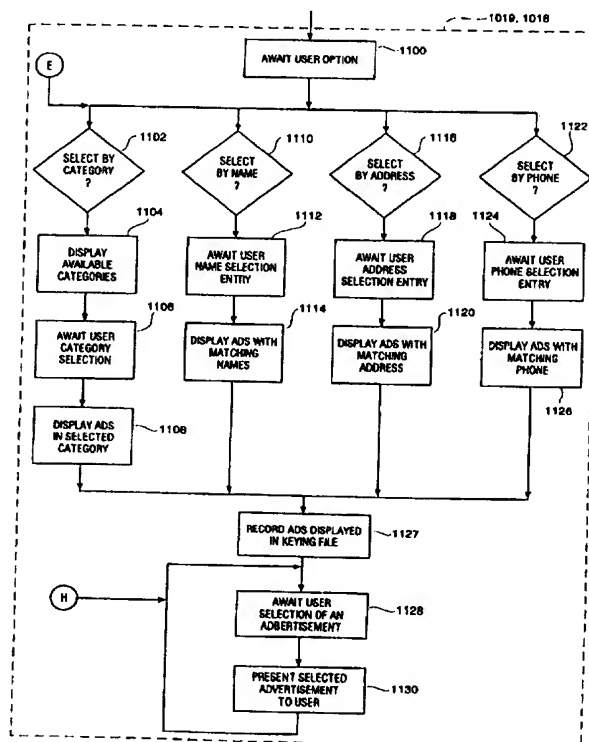 1019, 1018
AWAIT USER OPTION
1100
E
SELECT BY
CATEGORY
?
1102
SELECT
BY NAME
?
1110
SELECT
BY ADDRESS
?
1116
SELECT
BY PHONE
?
1122
DISPLAY
AVAILABLE
CATEGORIES
1104
AWAIT USER
NAME SELECTION
ENTRY
1112
AWAIT USER
ADDRESS
SELECTION ENTRY
1118
AWAIT USER
PHONE SELECTION
ENTRY
1124
AWAIT USER
CATEGORY
SELECTION
1106
DISPLAY ADS WITH
MATCHING
NAMES
1114
DISPLAY ADS WITH
MATCHING
ADDRESS
1120
DISPLAY ADS WITH
MATCHING
PHONE
1126
DISPLAY ADS
IN SELECTED
CATEGORY
1108
RECORD ADS DISPLAYED
IN KEYING FILE
1127
H
AWAIT USER
SELECTION OF AN
ADBERTISEMENT
1128
PRESENT SELECTED
ADVERTISEMENT
TO USER
1130